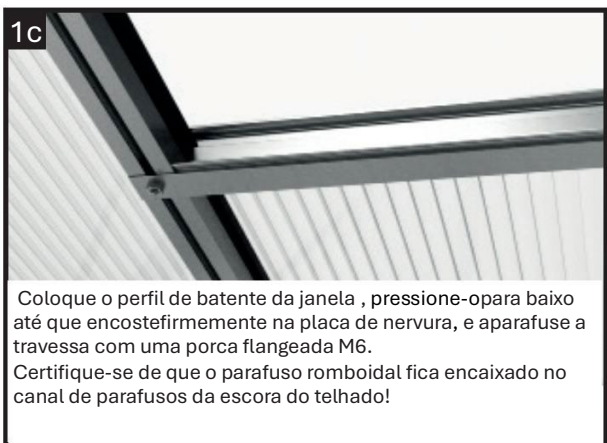 1c
Coloque o perfil de batente da janela , pressione-opara baixo
até que encostefirmemente na placa de nervura, e aparafuse a
travessa com uma porca flangeada M6.
Certifique-se de que o parafuso romboidal fica encaixado no
canal de parafusos da escora do telhado!